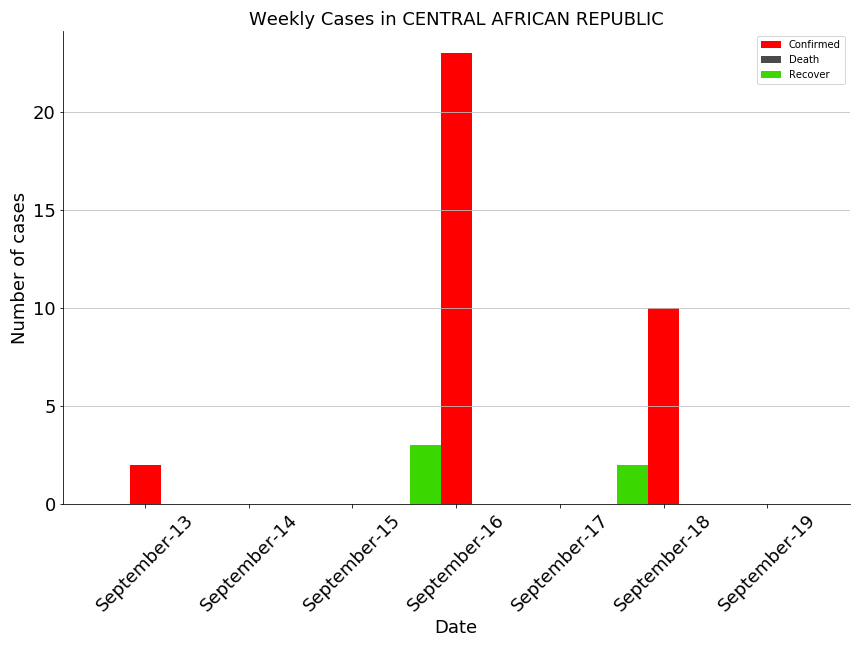 Weekly Cases in CENTRAL AFRICAN REPUBLIC
Confirmed
Death
Recover
Number of cases
20
15
10
5
0
September-13
September-14
September-15
September-16
September-17
September-18
September-19
Date